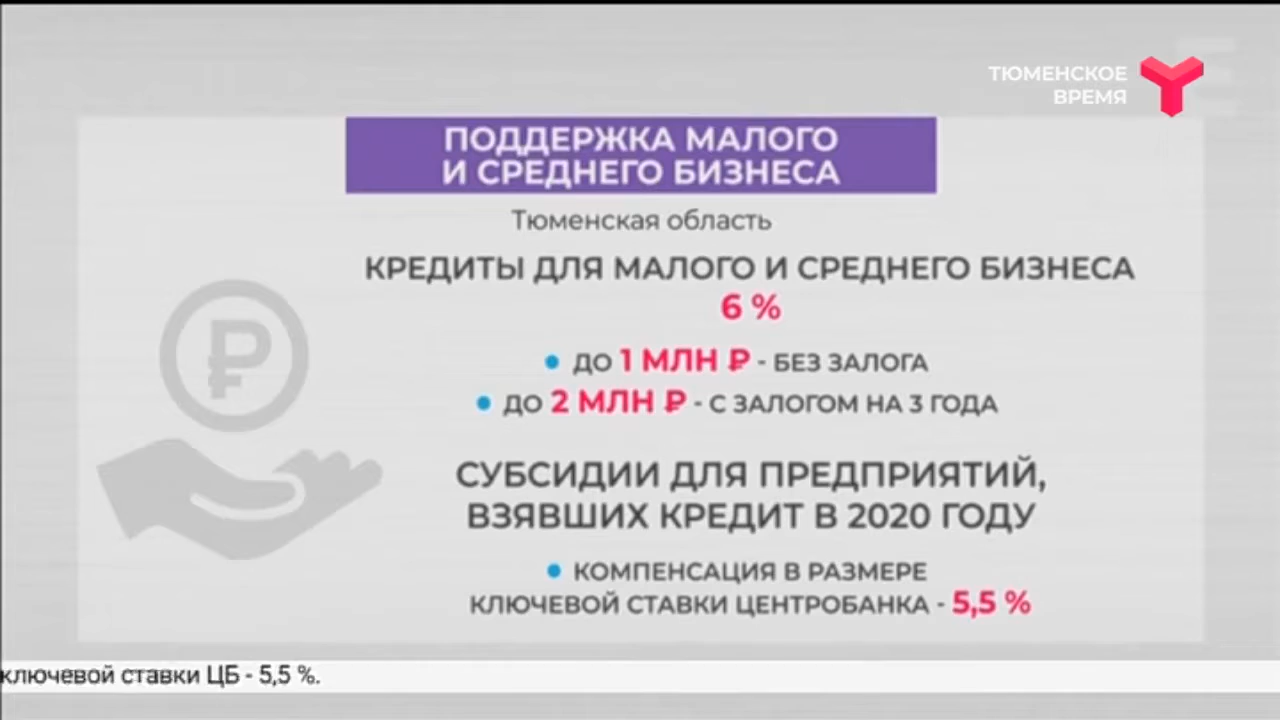 ТЮМЕНСКОЕ
ВРЕМЯ
ПОДДЕРЖКА МАЛОГО
И СРЕДНЕГО БИЗНЕСА
Тюменская область
КРЕДИТЫ ДЛЯ МАЛОГО И СРЕДНЕГО БИЗНЕСА
6 %
• ДО 1 МЛН ₽ - БЕЗ ЗАЛОГА
• ДО 2 МЛН ₽ - С ЗАЛОГОМ НА 3 ГОДА
СУБСИДИИ ДЛЯ ПРЕДПРИЯТИЙ,
ВЗЯВШИХ КРЕДИТ В 2020 ГОДУ
• КОМПЕНСАЦИЯ В РАЗМЕРЕ
КЛЮЧЕВОЙ СТАВКИ ЦЕНТРОБАНКА - 5,5 %
ключевой ставки ЦБ - 5,5 %.